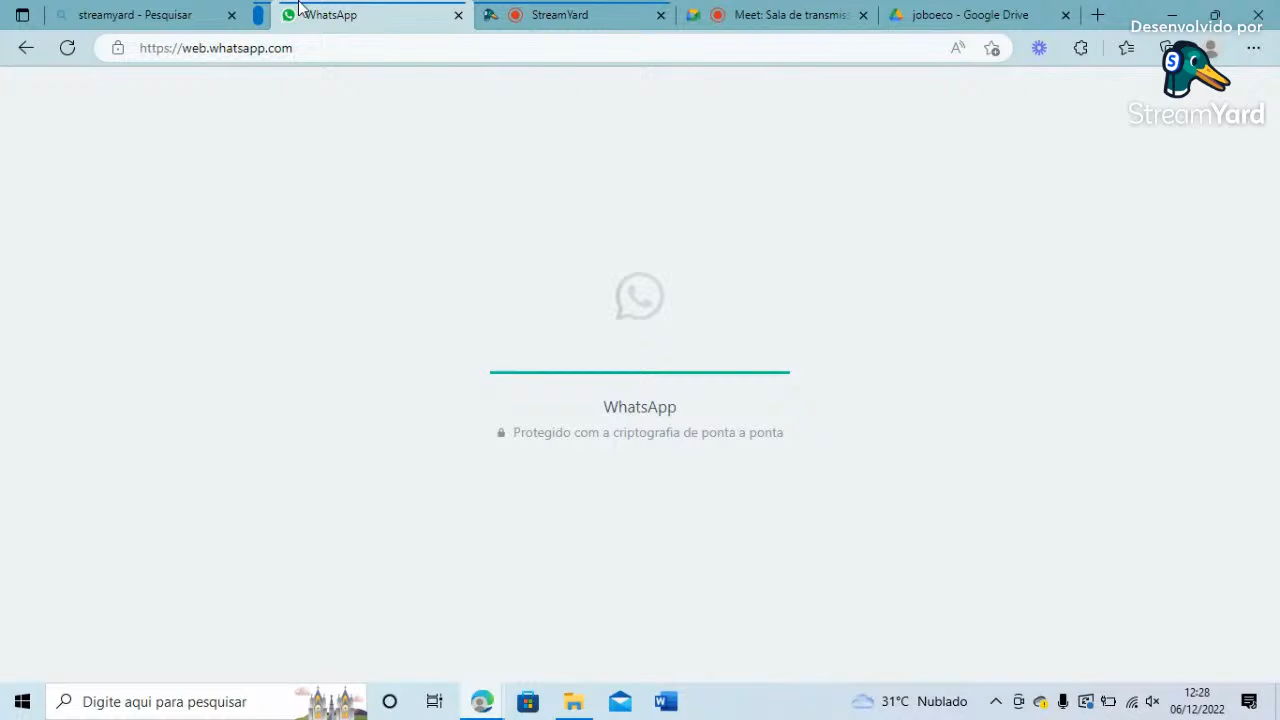 streamyard - Pesquisar
WhatsApp
StreamYard
Meet: Sala de transmis
joboeco - Google Drive
Desenvolvido por
https://web.whatsapp.com
S
StreamYard
WhatsApp
Protegido com a criptografia de ponta a ponta
Digite aqui para pesquisar
31°C Nublado
12:28
06/12/2022